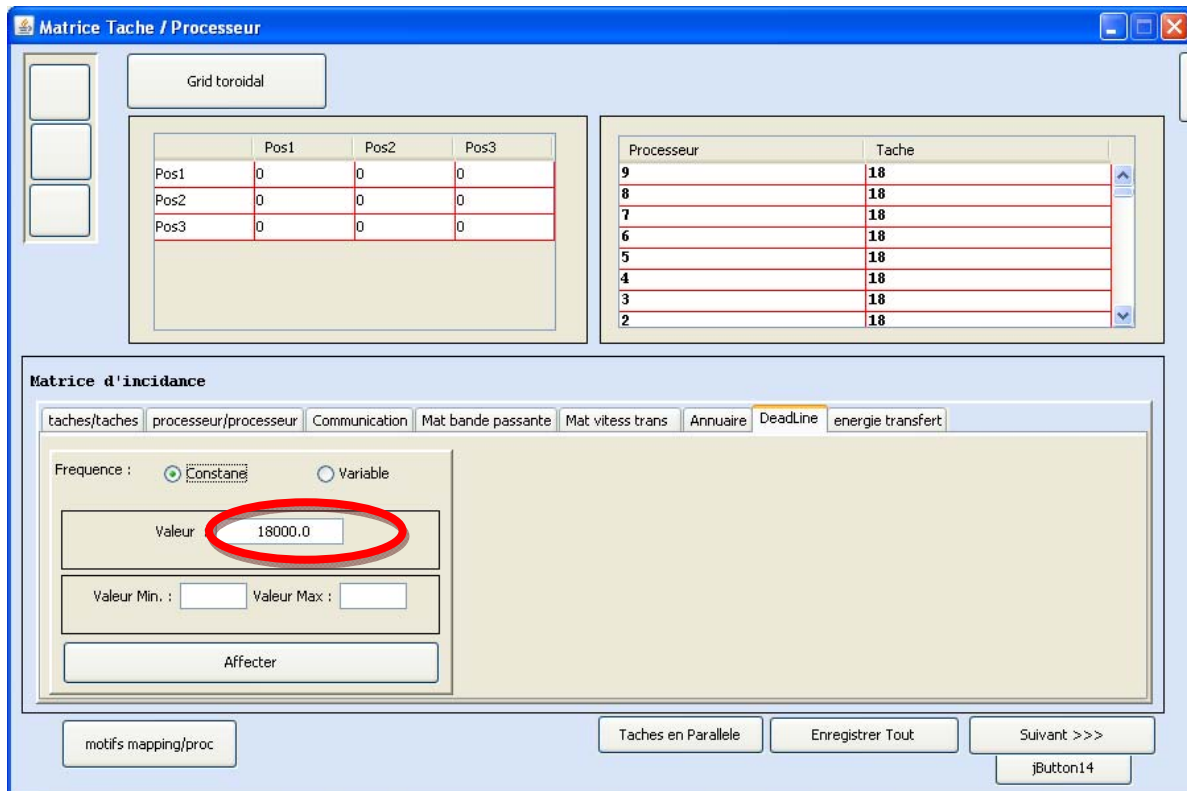 Matrice Tache / Processeur
Grid toroidal
Pos1 Pos2 Pos3
Pos1 0 0 0
Pos2 0 0 0
Pos3 0 0 0
Processeur Tache
9 18
8 18
7 18
6 18
5 18
4 18
3 18
2 18
Matrice d'incidance
taches/taches processeur/processeur Communication Mat bande passante Mat vitess trans Annuaire DeadLine energie transfert
Frequence : Constane Variable
Valeur : 18000.0
Valeur Min. : Valeur Max :
Affecter
motifs mapping/proc Taches en Parallele Enregistrer Tout Suivant >>>
jButton14